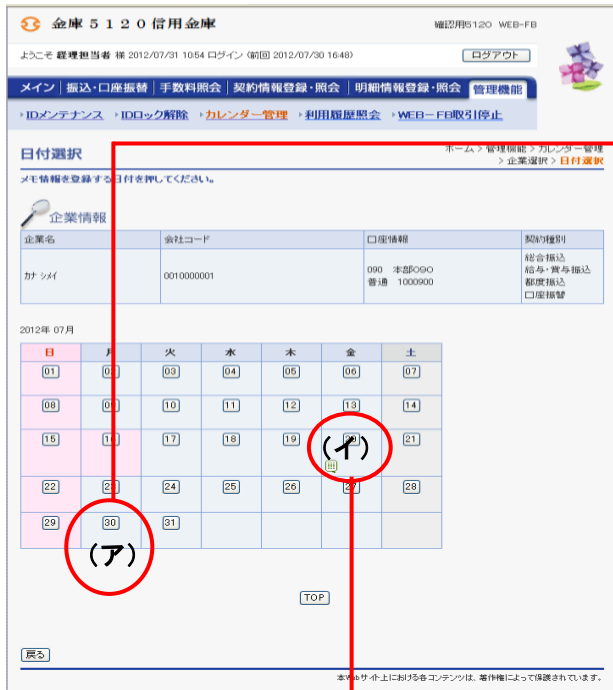 金庫5120信用金庫
確認用5120 WEB-FB
ようこそ 経理担当者 様 2012/07/31 10:54 ログイン (前回 2012/07/30 16:48)
ログアウト
メイン 振込・口座振替 手数料照会 契約情報登録・照会 明細情報登録・照会 管理機能
IDメンテナンス IDロック解除 カレンダー管理 利用履歴照会 WEB-FB取引停止
日付選択
ホーム > 管理機能 > カレンダー管理
> 企業選択 > 日付選択
メモ情報を登録する日付を押してください。
企業情報
企業名 会社コード 口座情報 契約種別
カナ シメイ 0010000001 090 本部090
普通 1000900
総合振込
給与・賞与振込
都度振込
口座振替
2012年 07月
日 月 火 水 木 金 土
01 02 03 04 05 06 07
08 09 10 11 12 13 14
15 16 17 18 19 20 21
(イ)
22 23 24 25 26 27 28
29 30 31
(ア)
TOP
戻る
本Webサイト上における各コンテンツは、著作権によって保護されています。